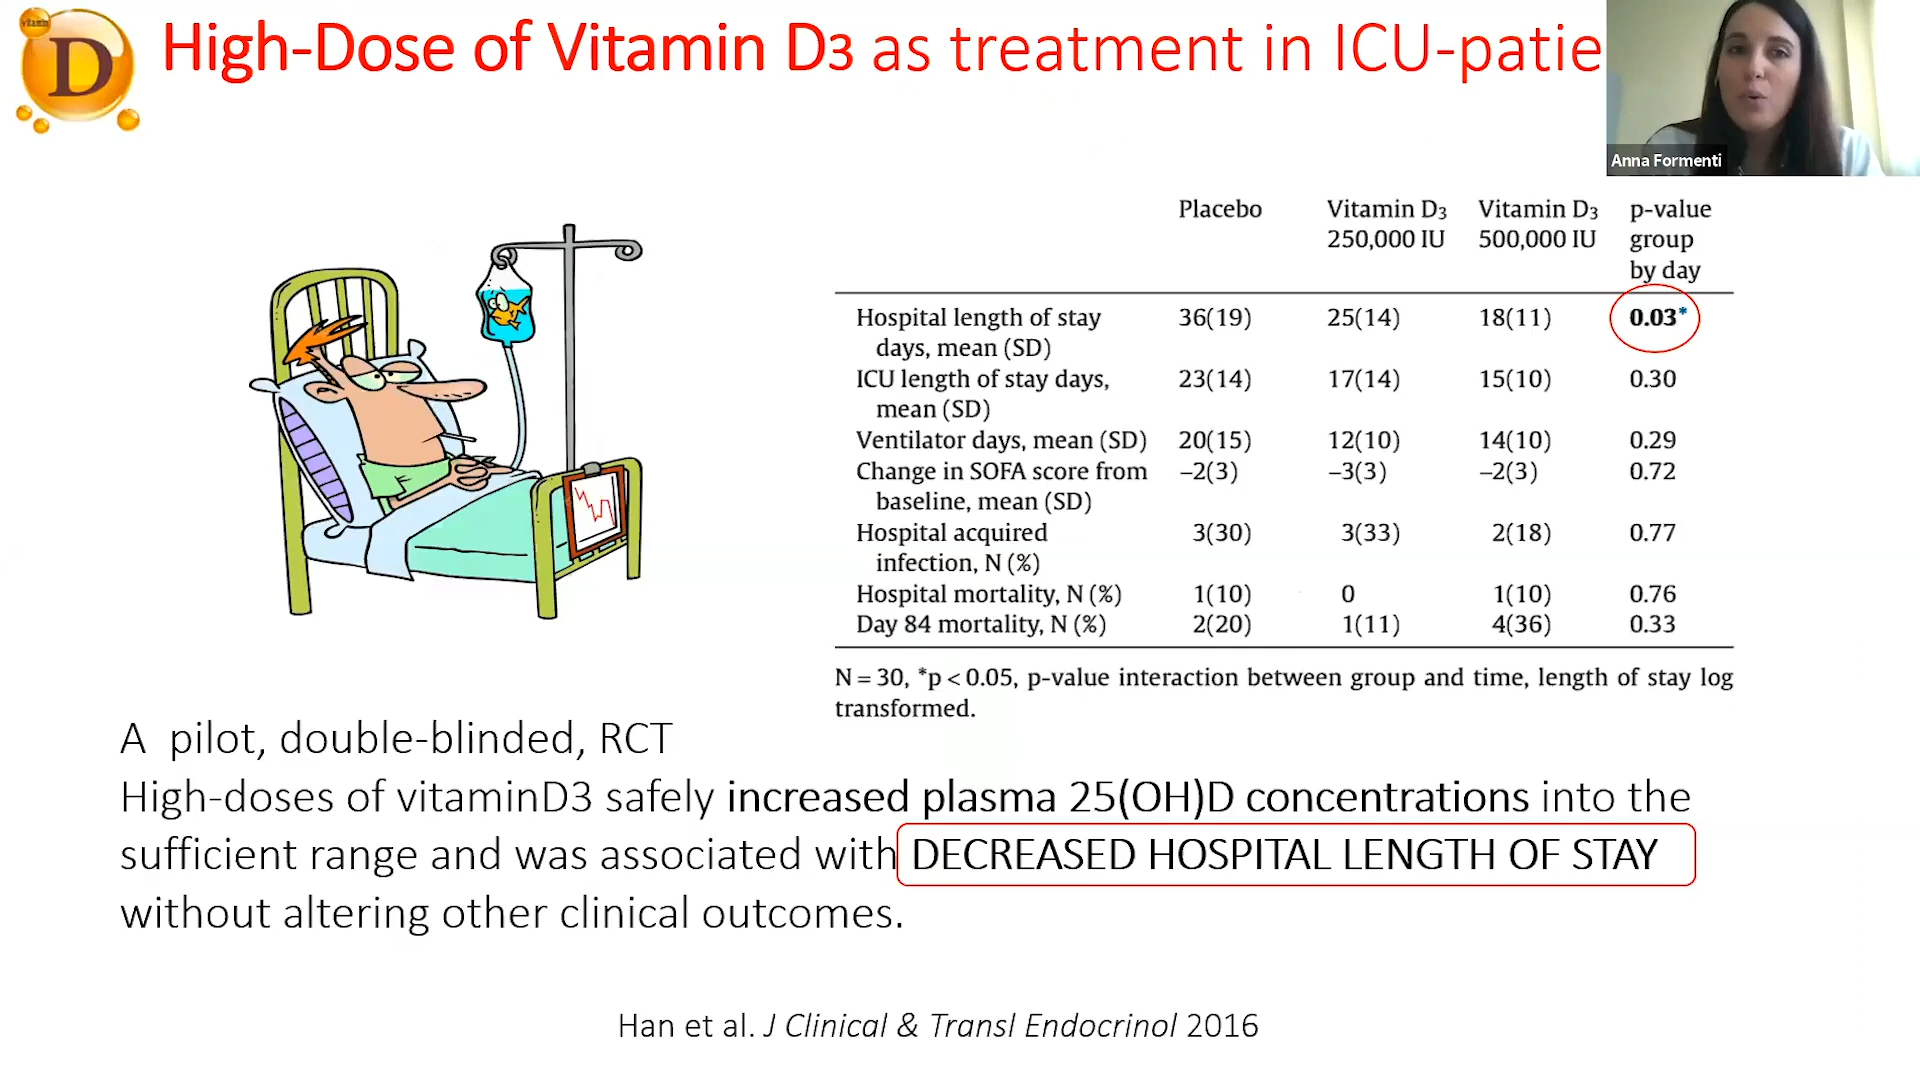 vitamin
D
High-Dose of Vitamin D3 as treatment in ICU-patie
Anna Formenti
Placebo Vitamin D3 250,000 IU Vitamin D3 500,000 IU p-value group by day
Hospital length of stay 36(19) 25(14) 18(11) 0.03*
days, mean (SD)
ICU length of stay days, 23(14) 17(14) 15(10) 0.30
mean (SD)
Ventilator days, mean (SD) 20(15) 12(10) 14(10) 0.29
Change in SOFA score from –2(3) –3(3) –2(3) 0.72
baseline, mean (SD)
Hospital acquired 3(30) 3(33) 2(18) 0.77
infection, N (%)
Hospital mortality, N (%) 1(10) 0 1(10) 0.76
Day 84 mortality, N (%) 2(20) 1(11) 4(36) 0.33
N = 30, *p < 0.05, p-value interaction between group and time, length of stay log
transformed.
A pilot, double-blinded, RCT
High-doses of vitaminD3 safely increased plasma 25(OH)D concentrations into the
sufficient range and was associated with DECREASED HOSPITAL LENGTH OF STAY
without altering other clinical outcomes.
Han et al. J Clinical & Transl Endocrinol 2016